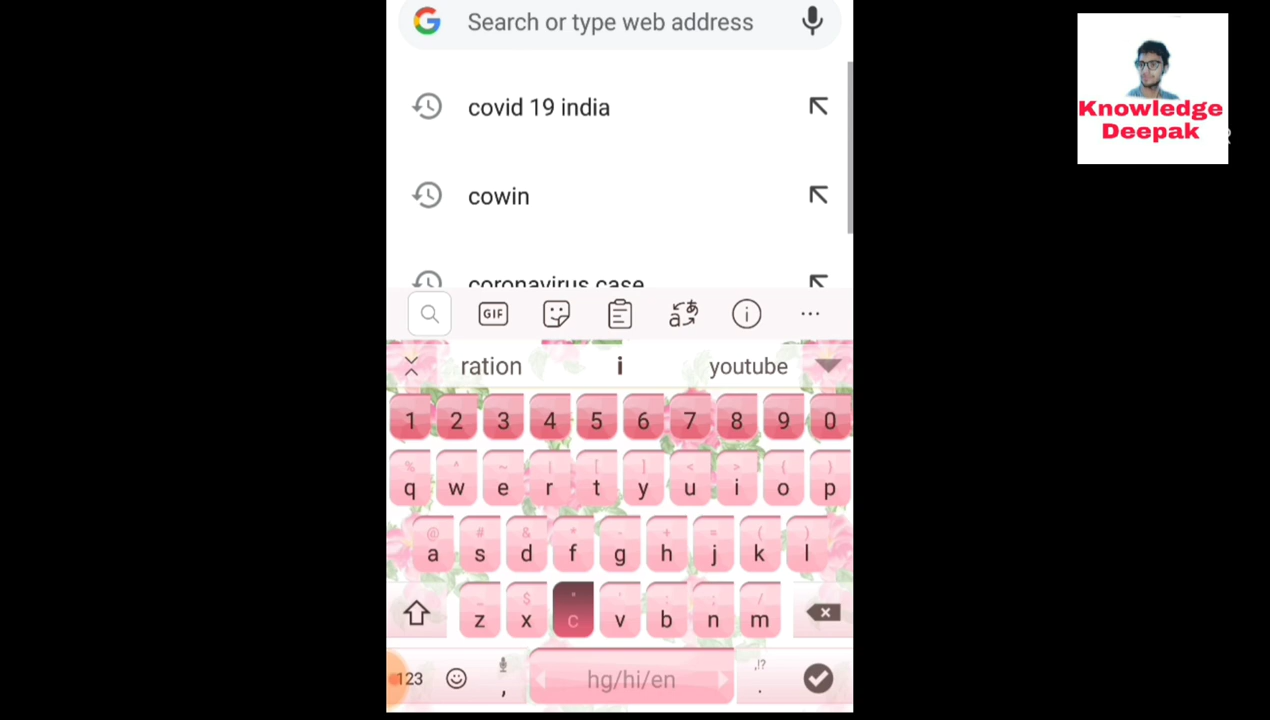 Search or type web address
covid 19 india
cowin
coronavirus case
GIF
ration i youtube
1 2 3 4 5 6 7 8 9 0
% ^ ~ | [ ] < > { }
q w e r t y u i o p
@ # & * - + = ( )
a s d f g h j k l
_ $ " ' : ; /
z x c v b n m
,!?
123 , hg/hi/en .
Knowledge
Deepak